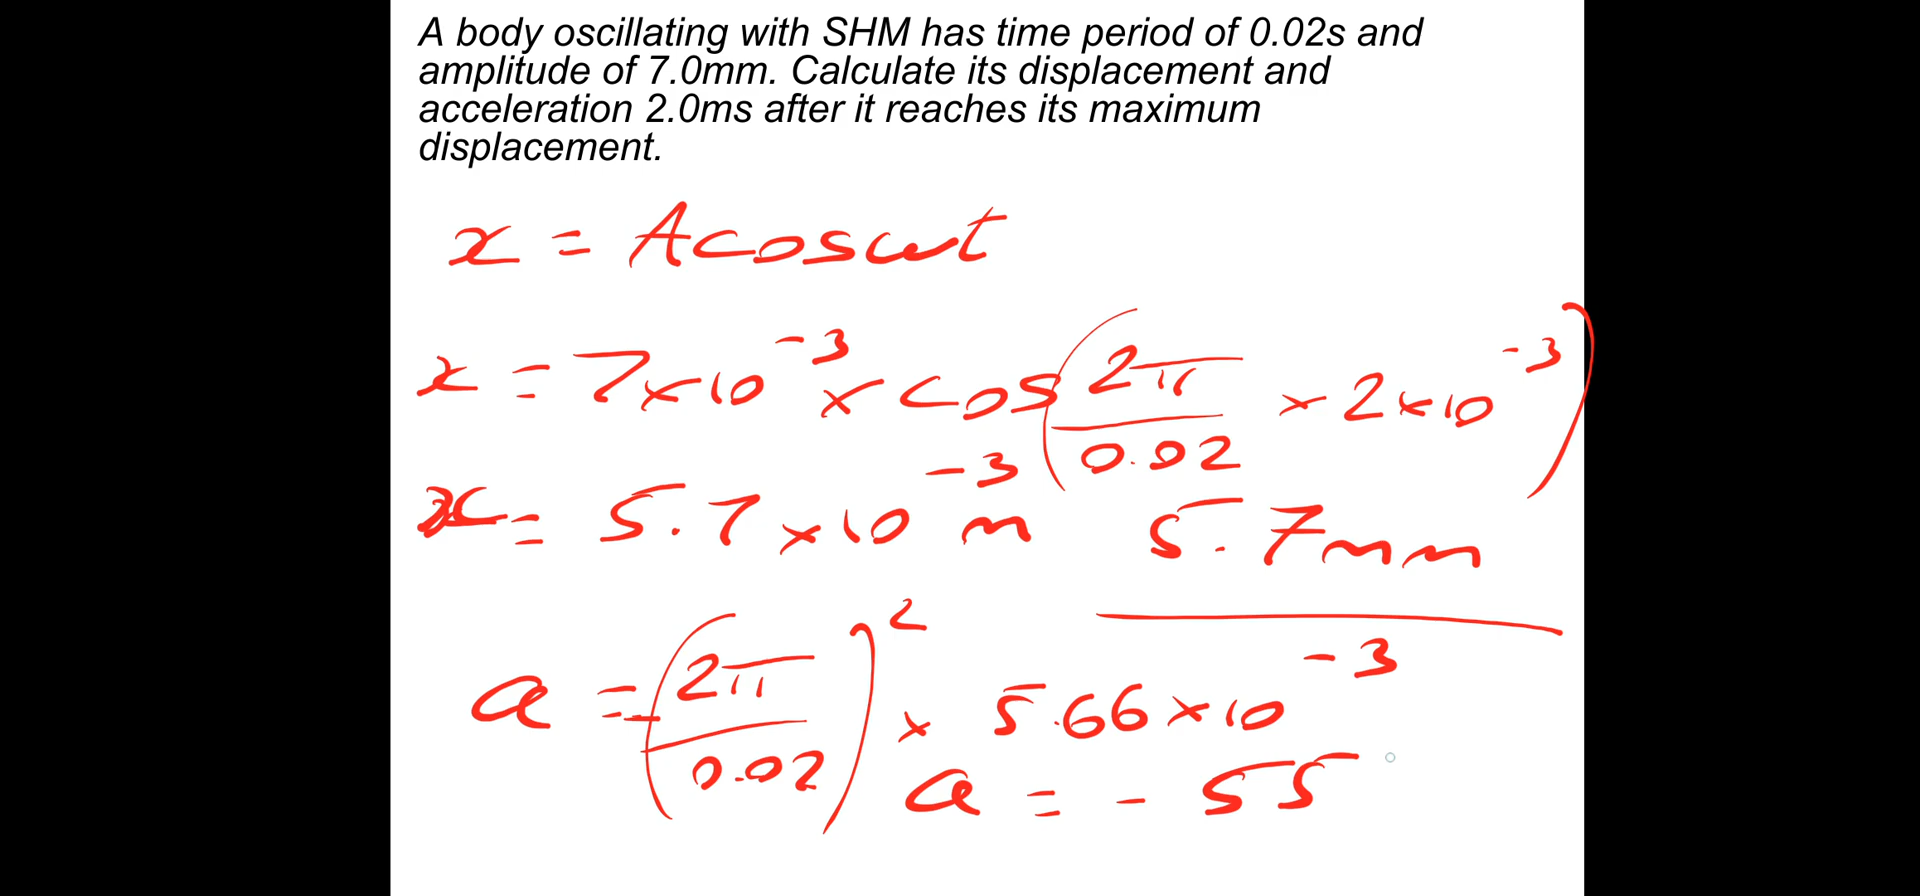 A body oscillating with SHM has time period of 0.02s and
amplitude of 7.0mm. Calculate its displacement and
acceleration 2.0ms after it reaches its maximum
displacement.
x = A cos ωt
x = 7×10⁻³ × cos(2π/0.02 × 2×10⁻³)
x = 5.7×10⁻³ m 5.7mm
a = -(2π/0.02)² × 5.66×10⁻³
a = -55